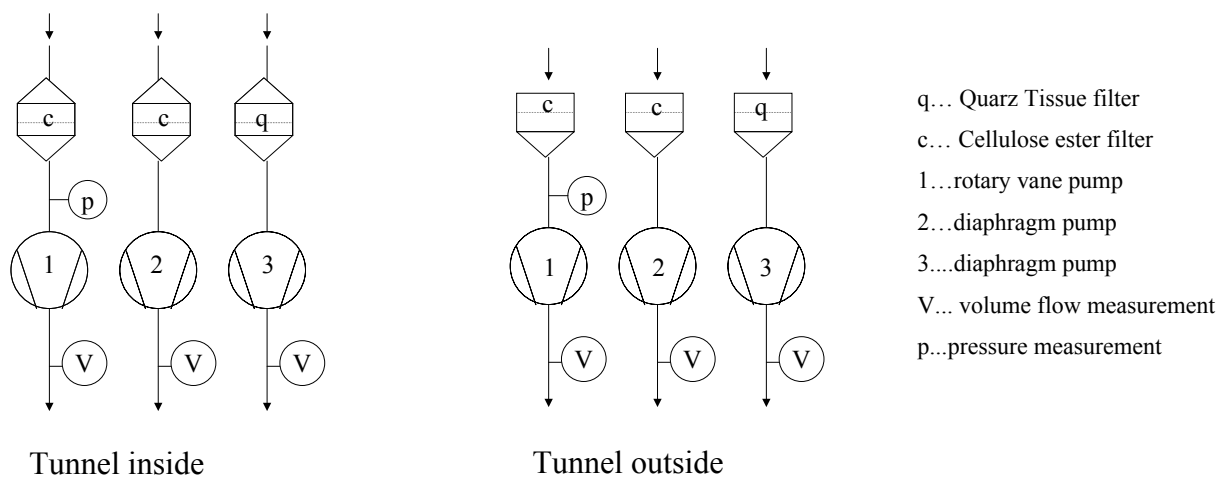 c
c
q
p
1
2
3
V
V
V
Tunnel inside
c
c
q
p
1
2
3
V
V
V
Tunnel outside
q... Quarz Tissue filter
c... Cellulose ester filter
1...rotary vane pump
2...diaphragm pump
3....diaphragm pump
V... volume flow measurement
p...pressure measurement